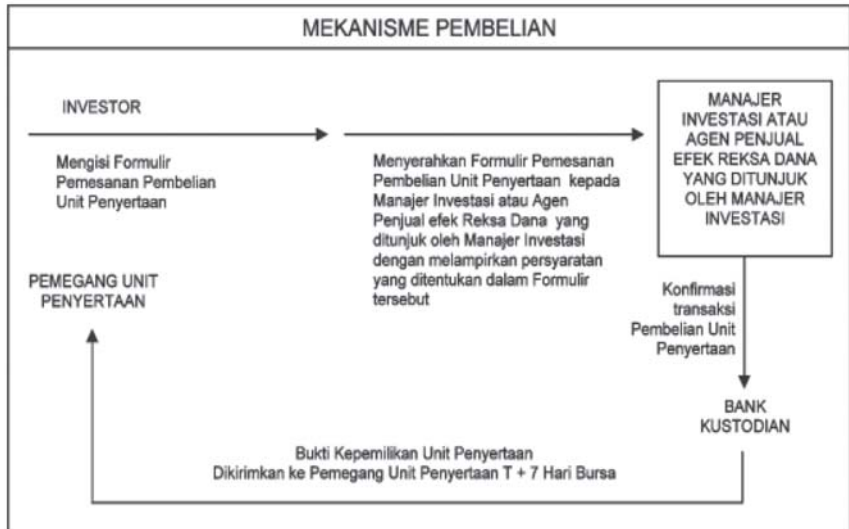 MEKANISME PEMBELIAN
INVESTOR
Mengisi Formulir
Pemesanan Pembelian
Unit Penyertaan
Menyerahkan Formulir Pemesanan
Pembelian Unit Penyertaan kepada
Manajer Investasi atau Agen
Penjual efek Reksa Dana yang
ditunjuk oleh Manajer Investasi
dengan melampirkan persyaratan
yang ditentukan dalam Formulir
tersebut
MANAJER
INVESTASI ATAU
AGEN PENJUAL
EFEK REKSA DANA
YANG DITUNJUK
OLEH MANAJER
INVESTASI
Konfirmasi
transaksi
Pembelian Unit
Penyertaan
BANK
KUSTODIAN
Bukti Kepemilikan Unit Penyertaan
Dikirimkan ke Pemegang Unit Penyertaan T + 7 Hari Bursa
PEMEGANG UNIT
PENYERTAAN